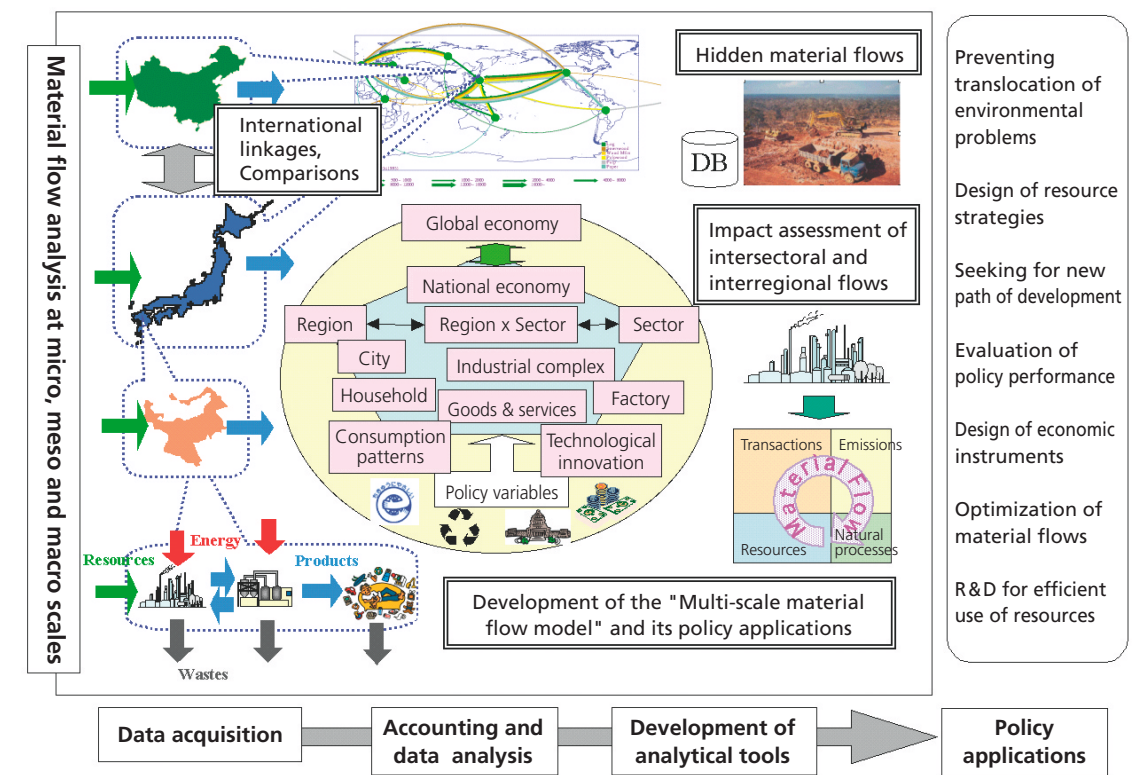 Material flow analysis at micro, meso and macro scales
International
linkages,
Comparisons
Hidden material flows
DB
Impact assessment of
intersectoral and
interregional flows
Global economy
National economy
Region
Region x Sector
Sector
City
Industrial complex
Household
Goods & services
Factory
Consumption
patterns
Technological
innovation
Policy variables
Transactions
Emissions
Material Flow
Resources
Natural
processes
Resources
Energy
Products
Wastes
Development of the "Multi-scale material
flow model" and its policy applications
Preventing
translocation of
environmental
problems
Design of resource
strategies
Seeking for new
path of development
Evaluation of
policy performance
Design of economic
instruments
Optimization of
material flows
R&D for efficient
use of resources
Data acquisition
Accounting and
data analysis
Development of
analytical tools
Policy
applications